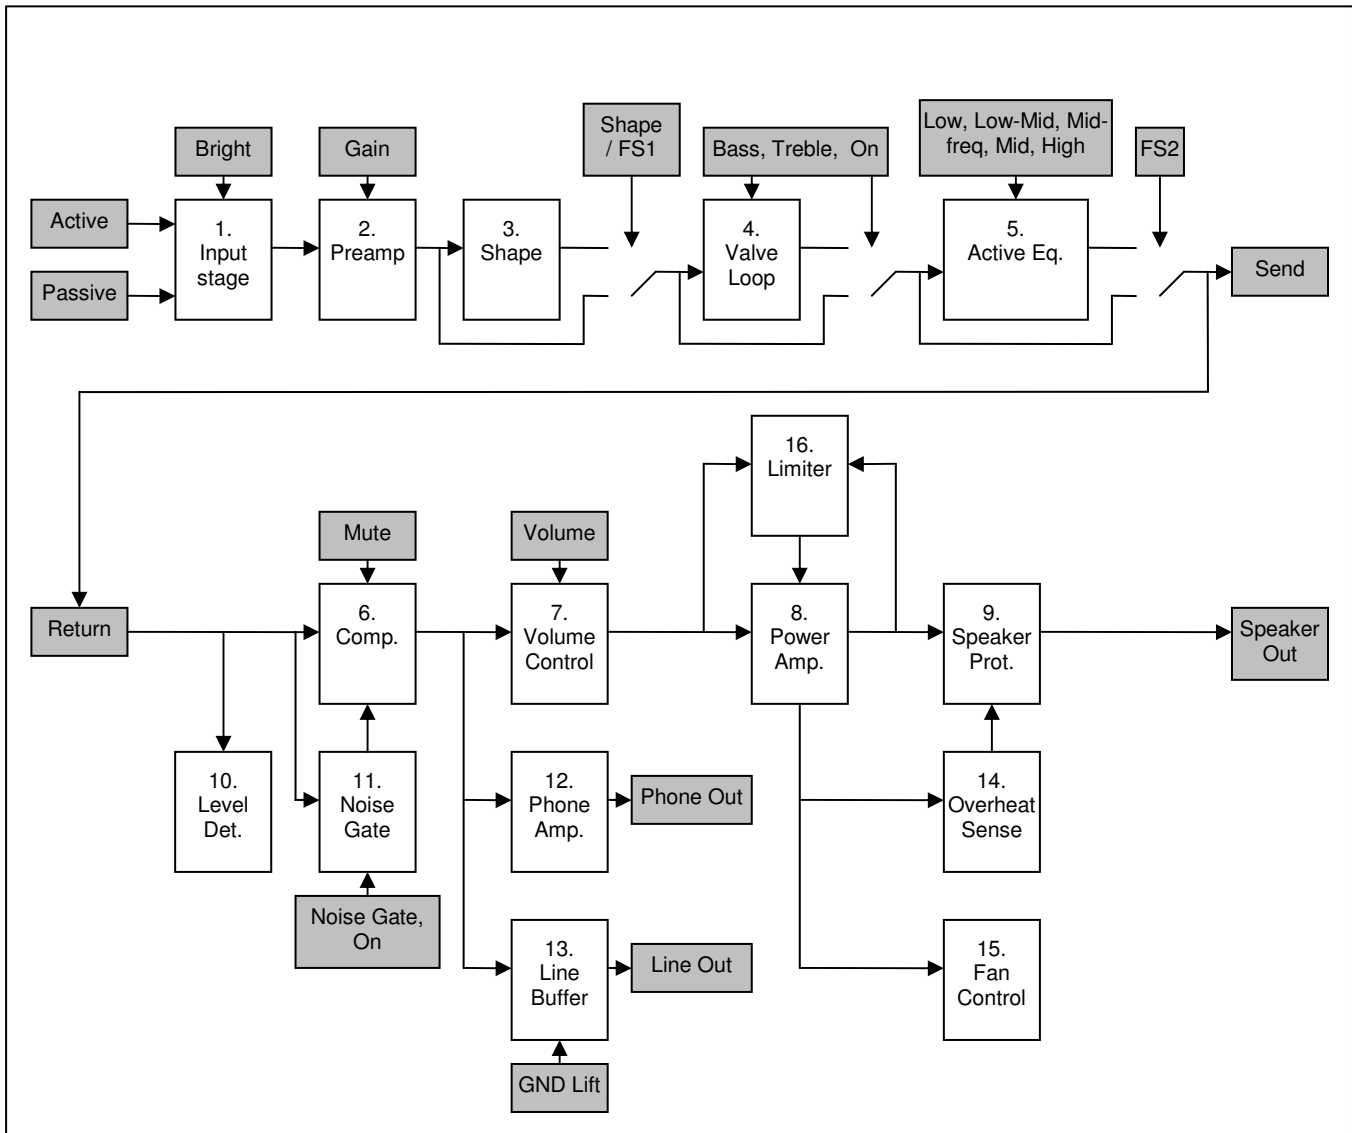 Bright
Gain
Shape
/ FS1
Bass, Treble,  On
Low, Low-Mid, Mid-
freq, Mid, High
FS2
Active
Passive
1.
Input
stage
2.
Preamp
3.
Shape
4.
Valve
Loop
5.
Active Eq.
Send
16.
Limiter
Mute
Volume
Return
6.
Comp.
7.
Volume
Control
8.
Power
Amp.
9.
Speaker
Prot.
Speaker
Out
10.
Level
Det.
11.
Noise
Gate
12.
Phone
Amp.
Phone Out
14.
Overheat
Sense
Noise Gate,
On
13.
Line
Buffer
Line Out
15.
Fan
Control
GND Lift